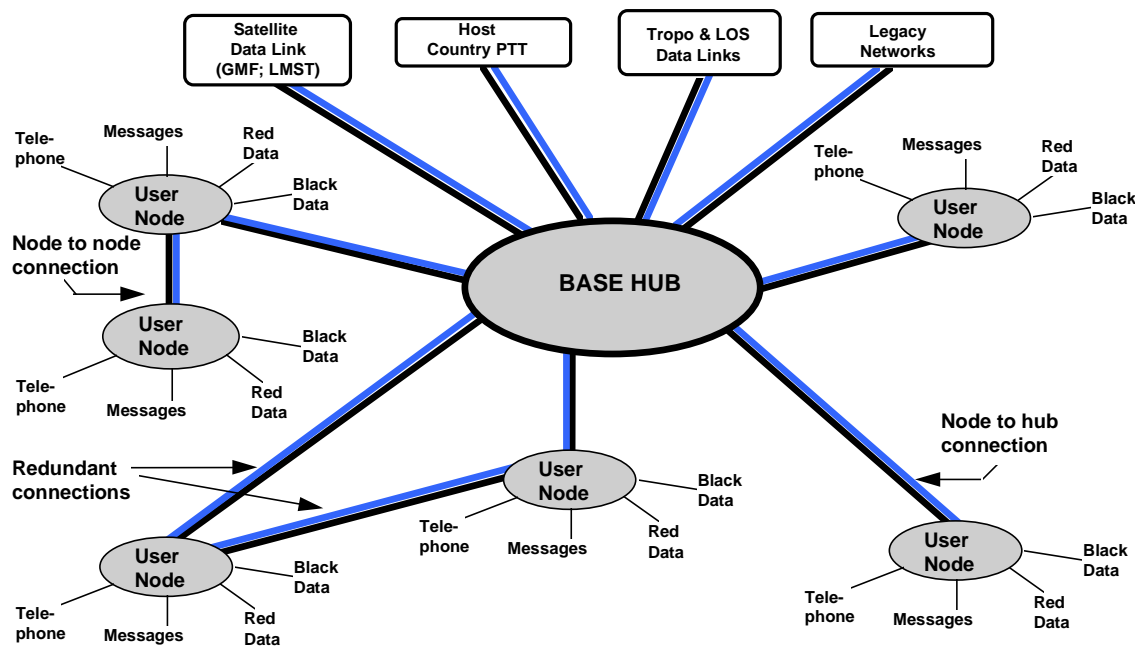 Satellite
Data Link
(GMF; LMST)
Host
Country PTT
Tropo & LOS
Data Links
Legacy
Networks
Tele-
phone
Messages
Red
Data
Black
Data
User
Node
Tele-
phone
Messages
Red
Data
Black
Data
User
Node
Node to node
connection
BASE HUB
User
Node
Black
Data
Tele-
phone
Messages
Red
Data
Node to hub
connection
Redundant
connections
User
Node
Black
Data
Tele-
phone
Messages
Red
Data
User
Node
Black
Data
Tele-
phone
Messages
Red
Data
User
Node
Black
Data
Tele-
phone
Messages
Red
Data